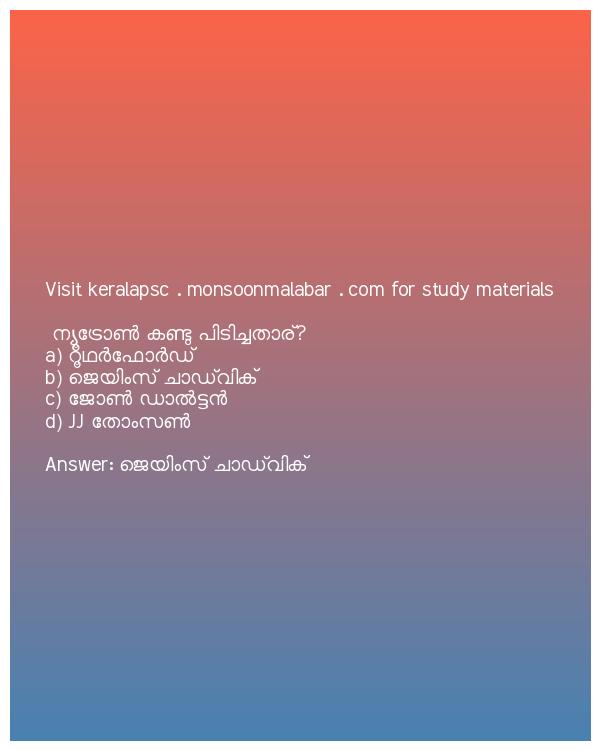 Visit keralapsc . monsoonmalabar . com for study materials
ന്യൂട്രോൺ കണ്ടു പിടിച്ചതാര്?
a) റൂഥർഫോർഡ്
b) ജെയിംസ് ചാഡ്‌വിക്
c) ജോൺ ഡാൽട്ടൻ
d) JJ തോംസൺ
Answer: ജെയിംസ് ചാഡ്‌വിക്